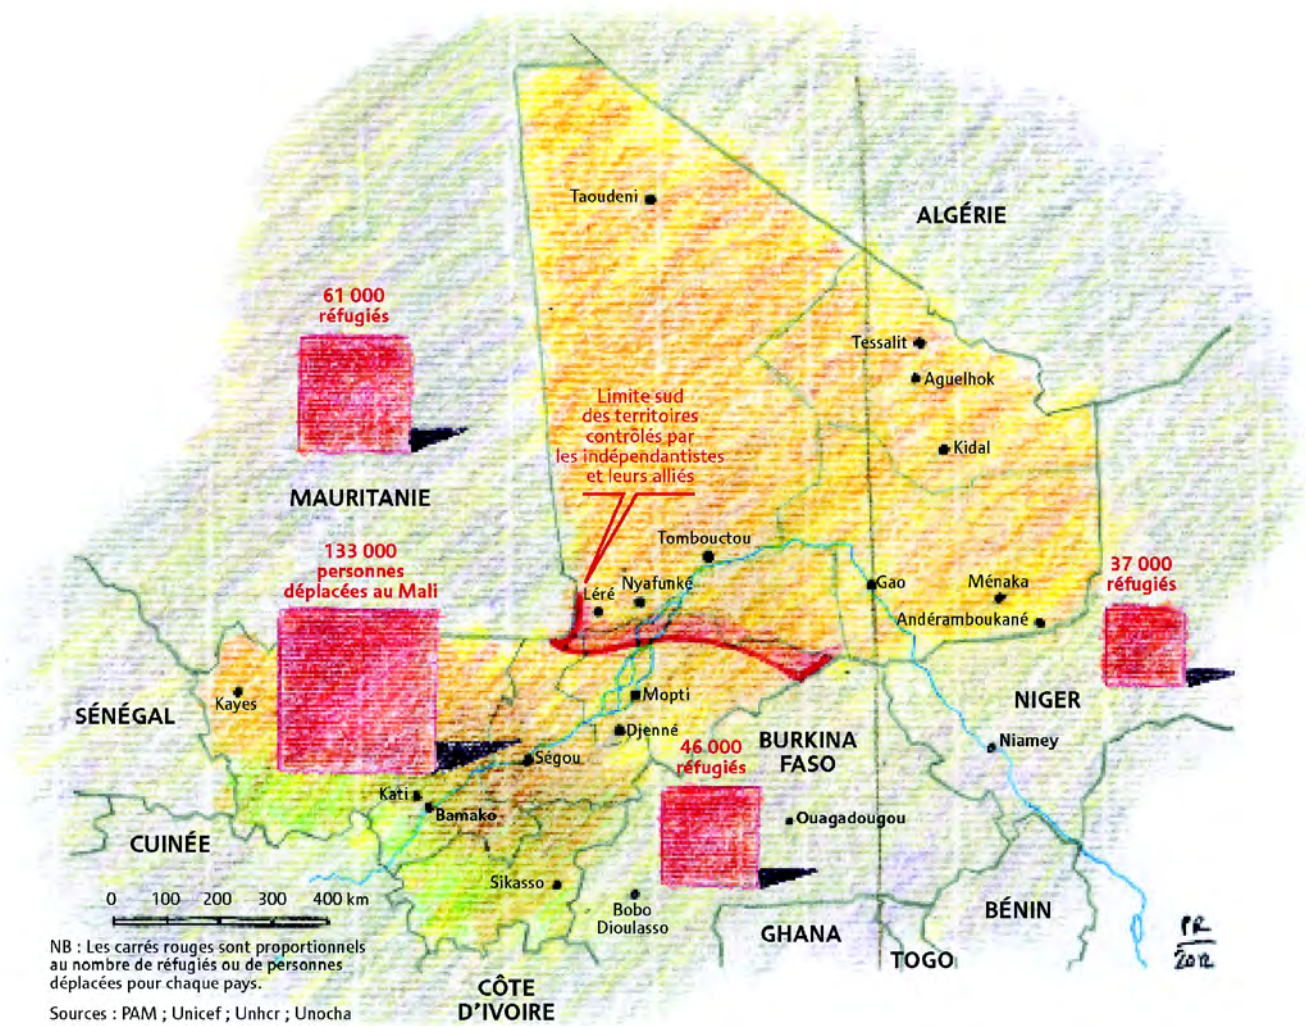 Taoudeni
ALGÉRIE
61 000
réfugiés
Tessalit
Aguelhok
Limite sud
des territoires
contrôlés par
les indépendantistes
et leurs alliés
Kidal
MAURITANIE
133 000
personnes
déplacées au Mali
Tombouctou
37 000
réfugiés
Léré
Nyafunké
Gao
Ménaka
Andéramboukané
Kayes
SÉNÉGAL
Mopti
NIGER
Djenné
46 000
réfugiés
BURKINA
FASO
Niamey
Ségou
Kati
Bamako
Ouagadougou
CUINÉE
Sikasso
Bobo
Dioulasso
0 100 200 300 400 km
GHANA
BÉNIN
TOGO
PR
2012
NB : Les carrés rouges sont proportionnels
au nombre de réfugiés ou de personnes
déplacées pour chaque pays.
CÔTE
D'IVOIRE
Sources : PAM ; Unicef ; Unhcr ; Unocha